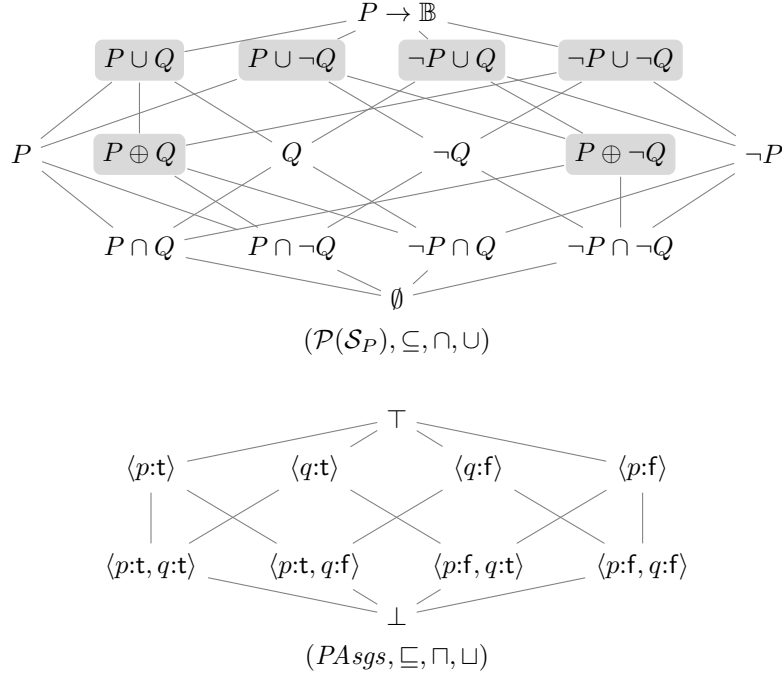 P → 𝔹
P ∪ Q P ∪ ¬Q ¬P ∪ Q ¬P ∪ ¬Q
P P ⊕ Q Q ¬Q P ⊕ ¬Q ¬P
P ∩ Q P ∩ ¬Q ¬P ∩ Q ¬P ∩ ¬Q
∅
(𝒫(𝒮_P), ⊆, ∩, ∪)
⊤
⟨p:t⟩ ⟨q:t⟩ ⟨q:f⟩ ⟨p:f⟩
⟨p:t, q:t⟩ ⟨p:t, q:f⟩ ⟨p:f, q:t⟩ ⟨p:f, q:f⟩
⊥
(PAsgs, ⊑, ⊓, ⊔)